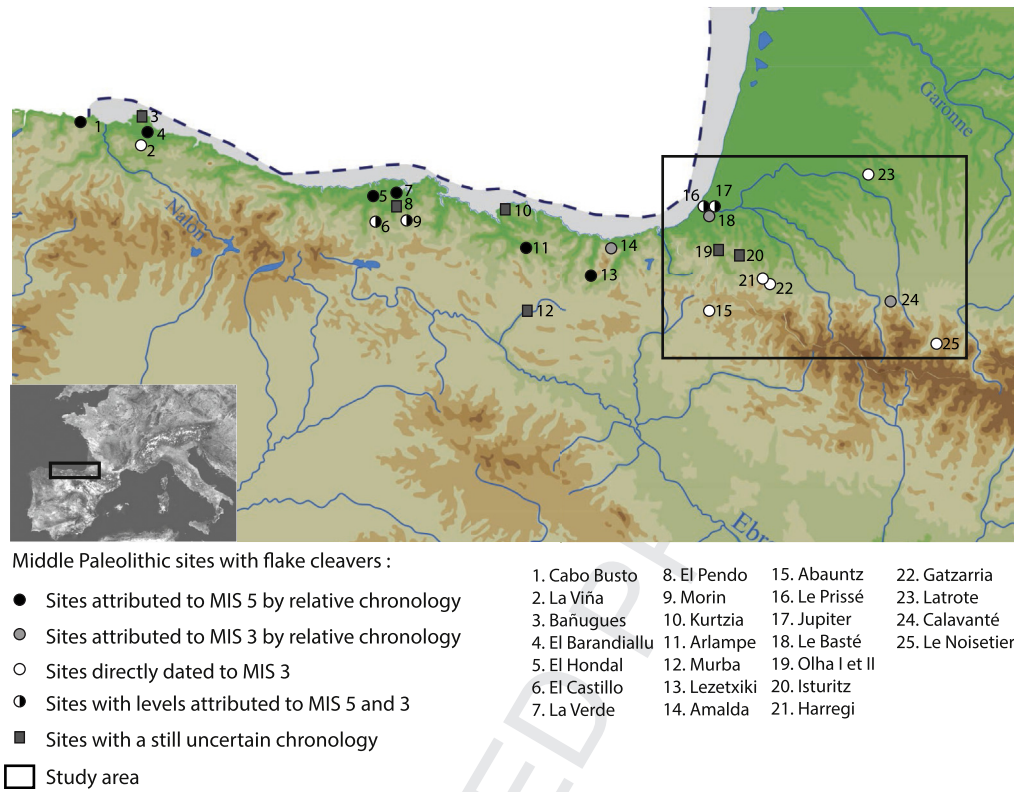 Garonne
Nalón
Ebro
1
2
3
4
5
6
7
8
9
10
11
12
13
14
15
16
17
18
19
20
21
22
23
24
25
Middle Paleolithic sites with flake cleavers :
Sites attributed to MIS 5 by relative chronology
Sites attributed to MIS 3 by relative chronology
Sites directly dated to MIS 3
Sites with levels attributed to MIS 5 and 3
Sites with a still uncertain chronology
Study area
1. Cabo Busto
2. La Viña
3. Bañugues
4. El Barandiallu
5. El Hondal
6. El Castillo
7. La Verde
8. El Pendo
9. Morin
10. Kurtzia
11. Arlampe
12. Murba
13. Lezetxiki
14. Amalda
15. Abauntz
16. Le Prissé
17. Jupiter
18. Le Basté
19. Olha I et II
20. Isturitz
21. Harregi
22. Gatzarria
23. Latrote
24. Calavanté
25. Le Noisetier